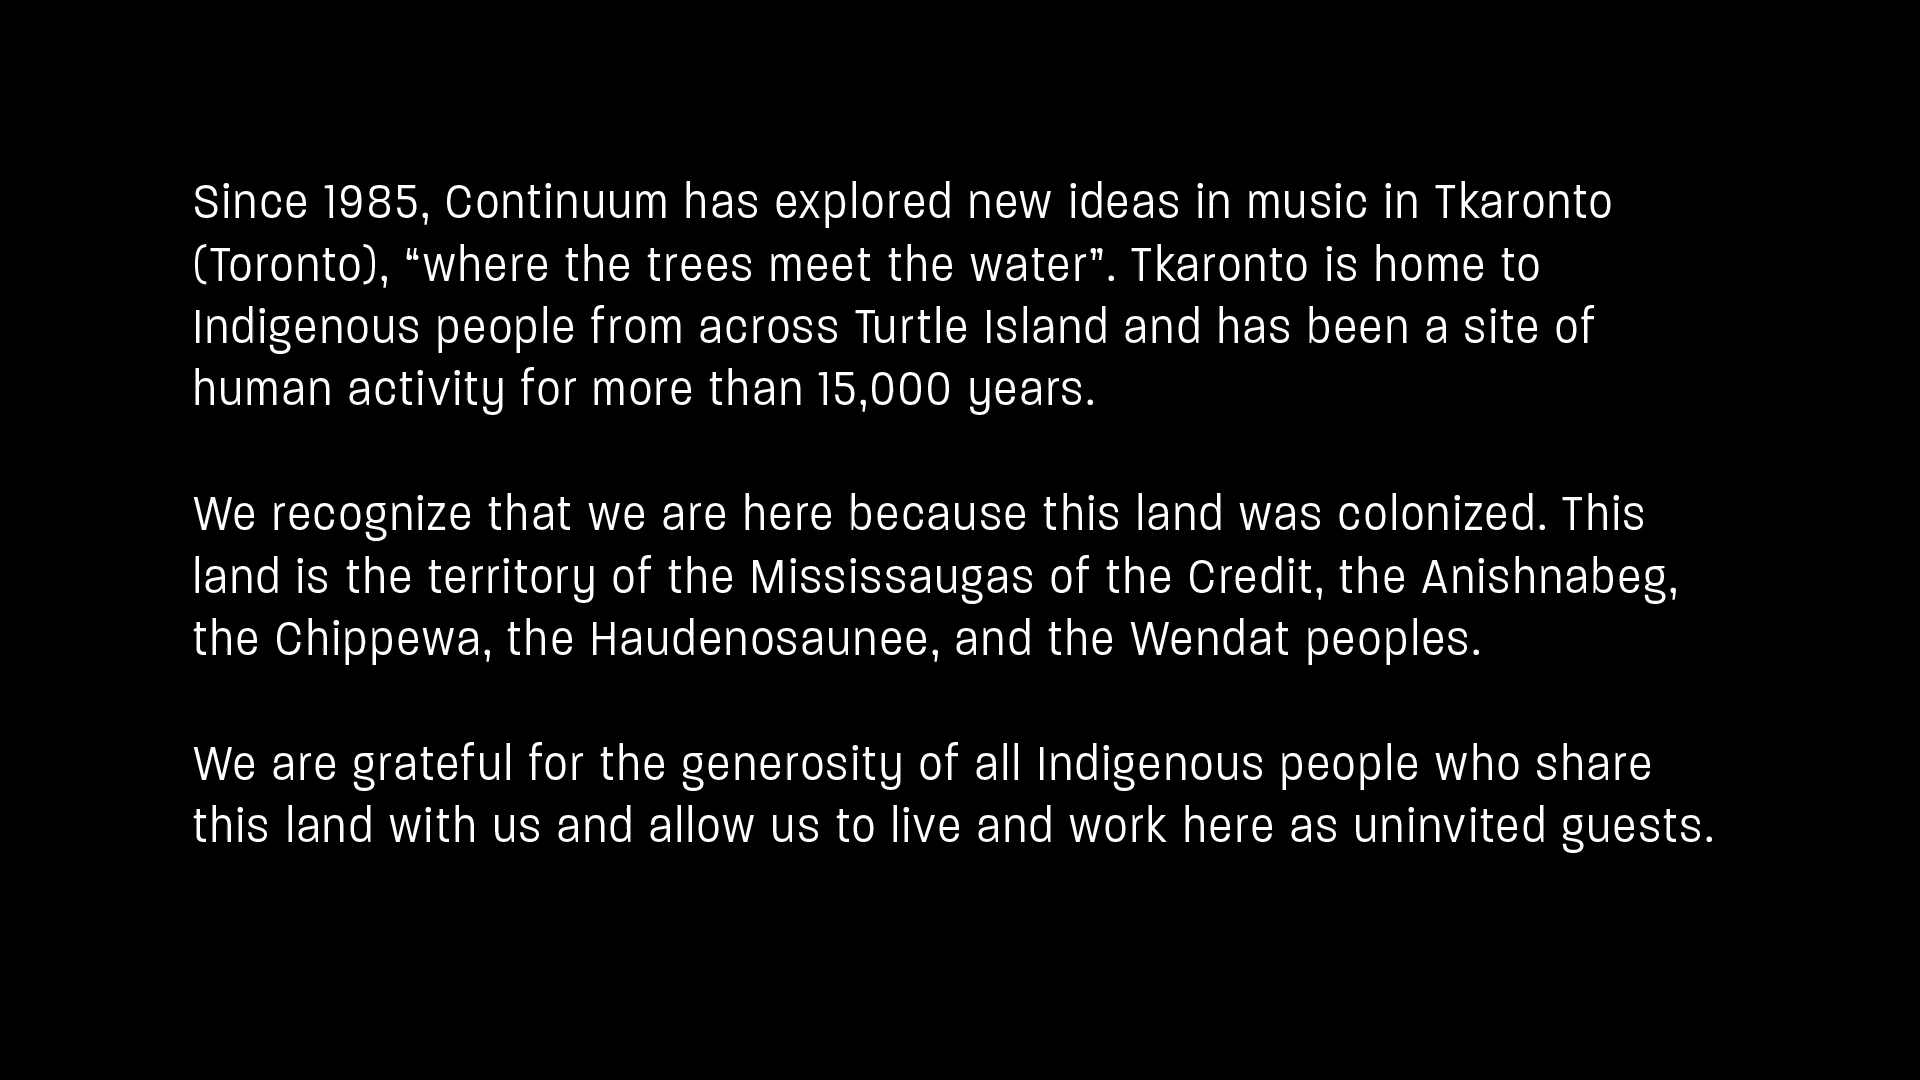 Since 1985, Continuum has explored new ideas in music in Tkaronto
(Toronto), “where the trees meet the water”. Tkaronto is home to
Indigenous people from across Turtle Island and has been a site of
human activity for more than 15,000 years.
We recognize that we are here because this land was colonized. This
land is the territory of the Mississaugas of the Credit, the Anishnabeg,
the Chippewa, the Haudenosaunee, and the Wendat peoples.
We are grateful for the generosity of all Indigenous people who share
this land with us and allow us to live and work here as uninvited guests.